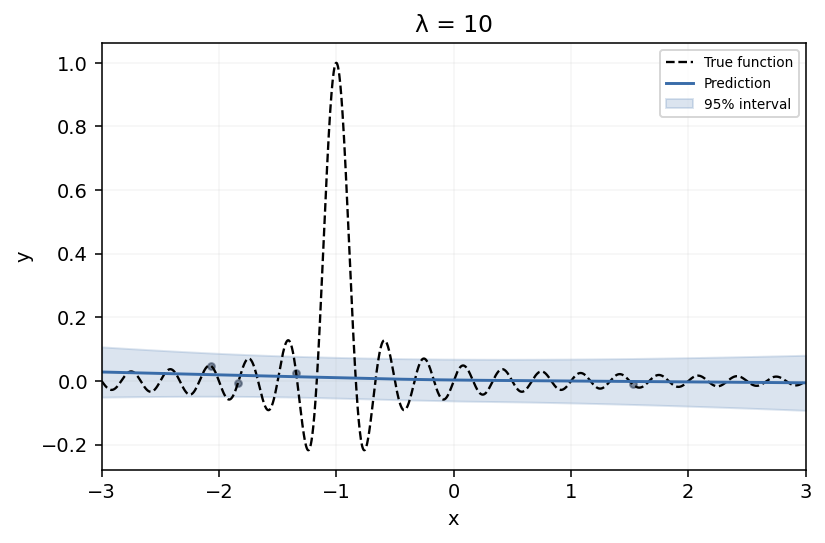 λ = 10
1.0
0.8
0.6
0.4
0.2
0.0
−0.2
y
−3
−2
−1
0
1
2
3
x
True function
Prediction
95% interval